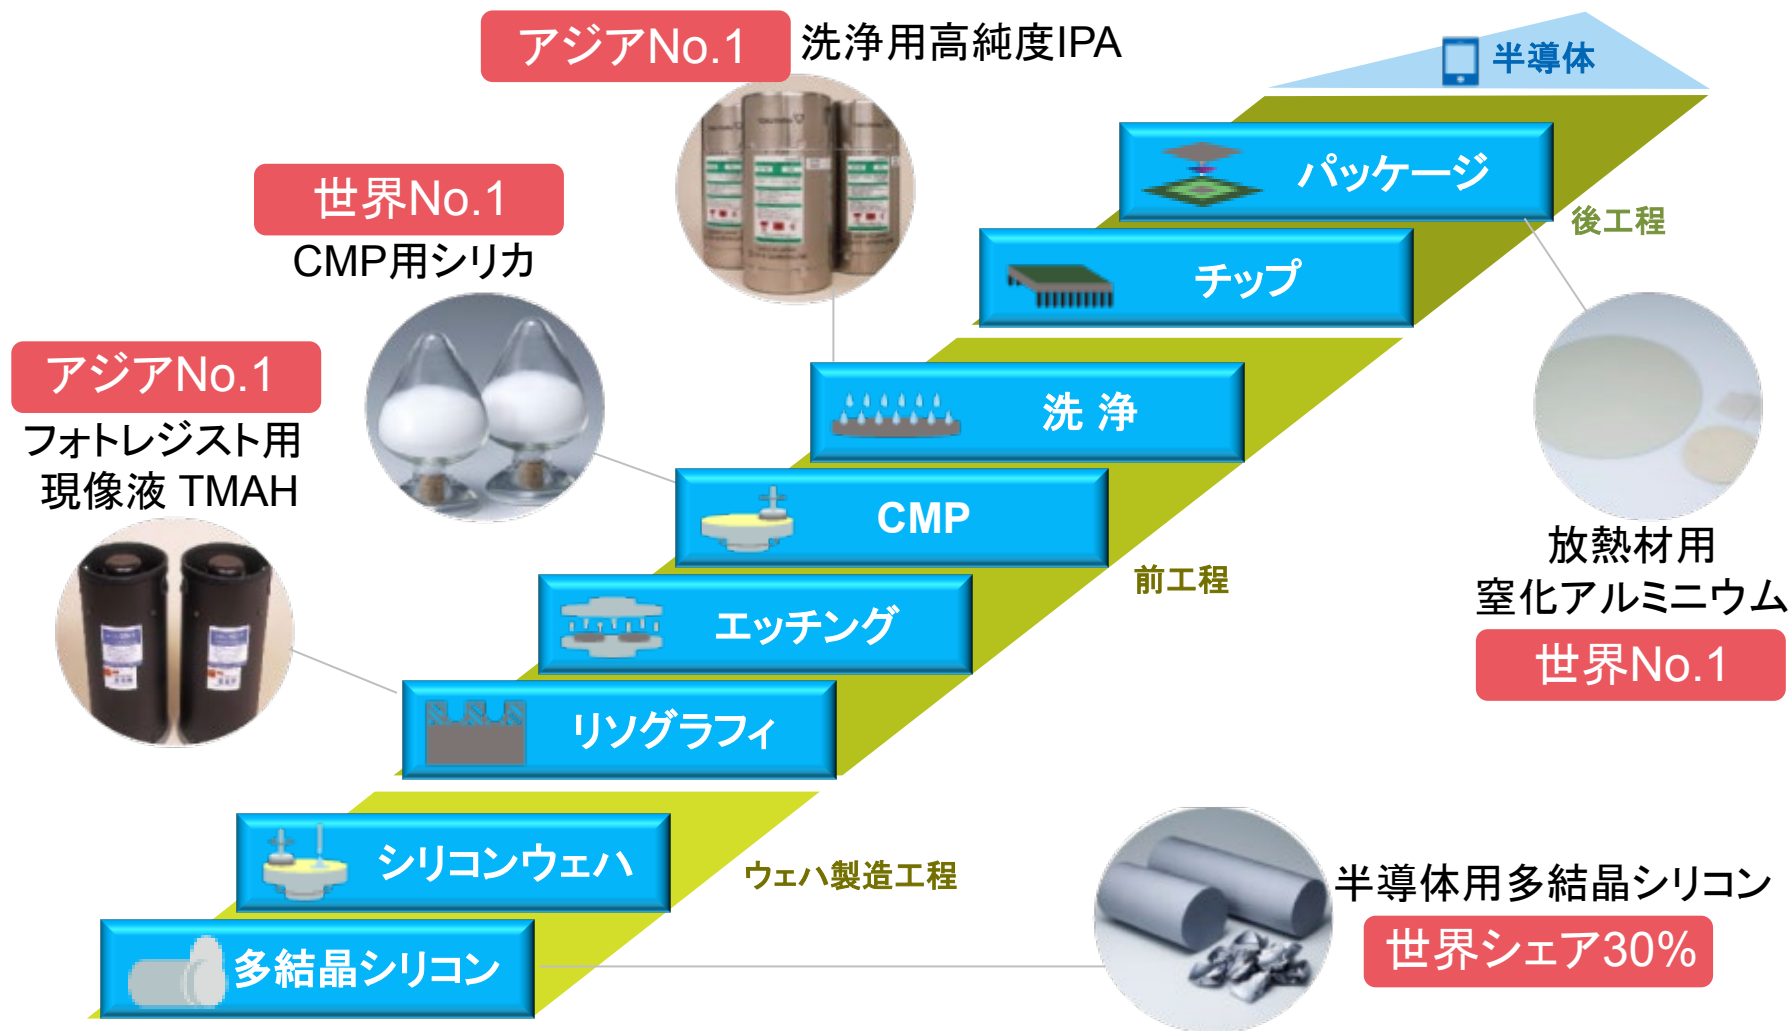 アジアNo.1
洗浄用高純度IPA
半導体
世界No.1
CMP用シリカ
パッケージ
後工程
チップ
アジアNo.1
フォトレジスト用
現像液 TMAH
洗 浄
CMP
前工程
放熱材用
窒化アルミニウム
世界No.1
エッチング
リソグラフィ
シリコンウェハ
ウェハ製造工程
半導体用多結晶シリコン
世界シェア30%
多結晶シリコン